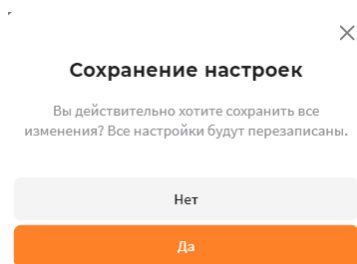 Сохранение настроек
Вы действительно хотите сохранить все
изменения? Все настройки будут перезаписаны.
Нет
Да